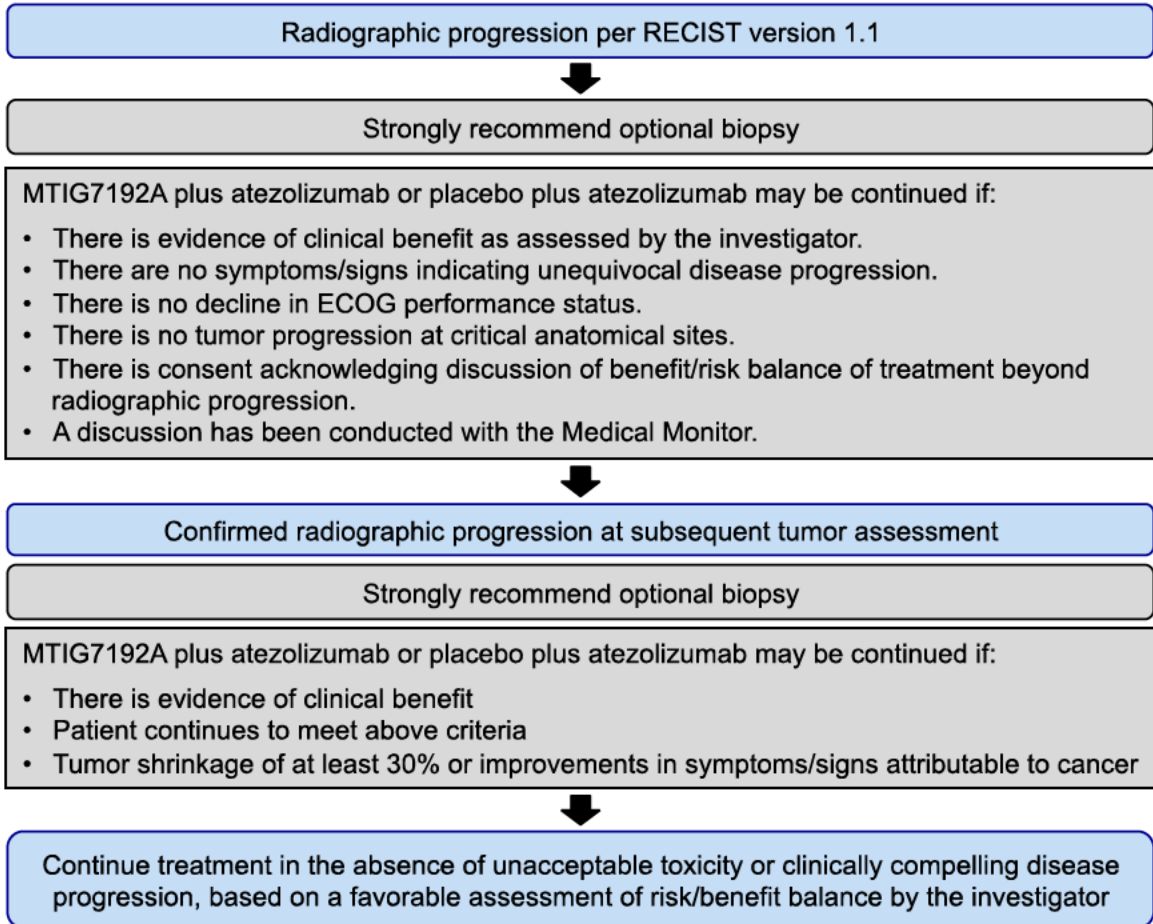 Radiographic progression per RECIST version 1.1
Strongly recommend optional biopsy
MTIG7192A plus atezolizumab or placebo plus atezolizumab may be continued if:
• There is evidence of clinical benefit as assessed by the investigator.
• There are no symptoms/signs indicating unequivocal disease progression.
• There is no decline in ECOG performance status.
• There is no tumor progression at critical anatomical sites.
• There is consent acknowledging discussion of benefit/risk balance of treatment beyond
radiographic progression.
• A discussion has been conducted with the Medical Monitor.
Confirmed radiographic progression at subsequent tumor assessment
Strongly recommend optional biopsy
MTIG7192A plus atezolizumab or placebo plus atezolizumab may be continued if:
• There is evidence of clinical benefit
• Patient continues to meet above criteria
• Tumor shrinkage of at least 30% or improvements in symptoms/signs attributable to cancer
Continue treatment in the absence of unacceptable toxicity or clinically compelling disease
progression, based on a favorable assessment of risk/benefit balance by the investigator